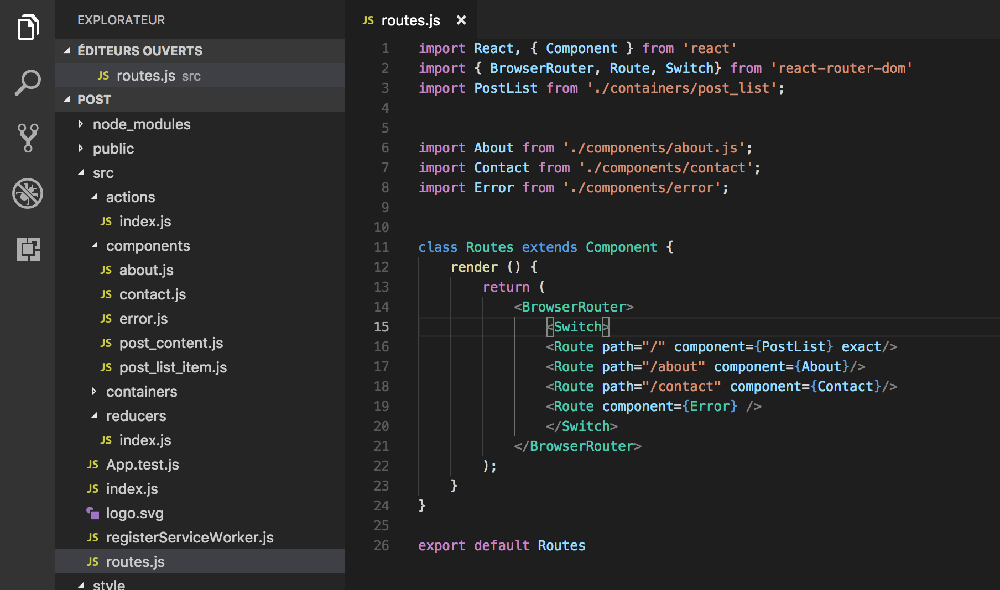 EXPLORATEUR
ÉDITEURS OUVERTS
JS routes.js src
POST
node_modules
public
src
actions
JS index.js
components
JS about.js
JS contact.js
JS error.js
JS post_content.js
JS post_list_item.js
containers
reducers
JS index.js
JS App.test.js
JS index.js
logo.svg
JS registerServiceWorker.js
JS routes.js
style
JS routes.js ×
1 import React, { Component } from 'react'
2 import { BrowserRouter, Route, Switch} from 'react-router-dom'
3 import PostList from './containers/post_list';
4
5
6 import About from './components/about.js';
7 import Contact from './components/contact';
8 import Error from './components/error';
9
10
11 class Routes extends Component {
12     render () {
13         return (
14             <BrowserRouter>
15                 <Switch>
16                 <Route path="/" component={PostList} exact/>
17                 <Route path="/about" component={About}/>
18                 <Route path="/contact" component={Contact}/>
19                 <Route component={Error} />
20                 </Switch>
21             </BrowserRouter>
22         );
23     }
24 }
25
26 export default Routes